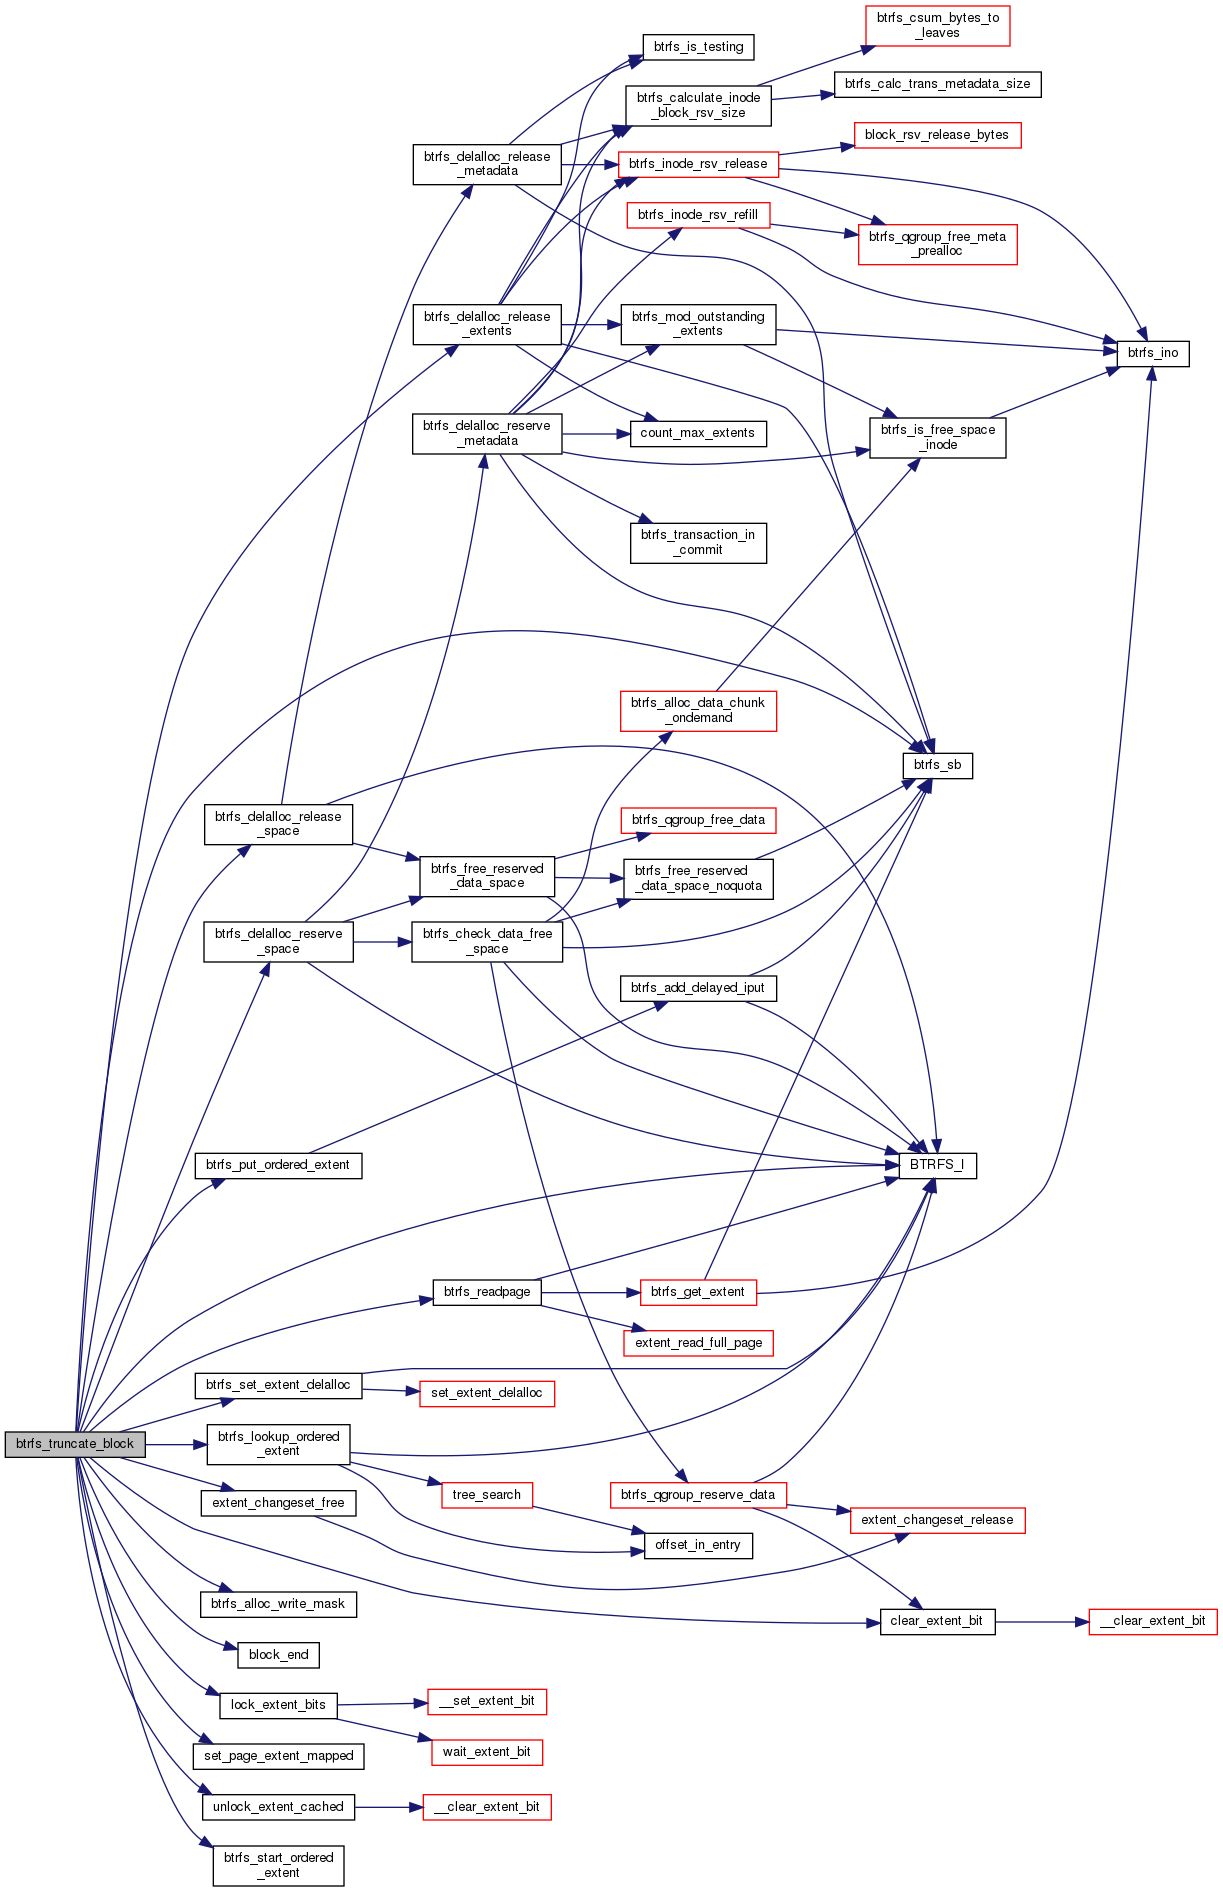 btrfs_csum_bytes_to
_leaves
btrfs_is_testing
btrfs_calc_trans_metadata_size
btrfs_calculate_inode
_block_rsv_size
block_rsv_release_bytes
btrfs_delalloc_release
_metadata
btrfs_inode_rsv_release
btrfs_inode_rsv_refill
btrfs_qgroup_free_meta
_prealloc
btrfs_delalloc_release
_extents
btrfs_mod_outstanding
_extents
btrfs_ino
btrfs_delalloc_reserve
_metadata
count_max_extents
btrfs_is_free_space
_inode
btrfs_transaction_in
_commit
btrfs_alloc_data_chunk
_ondemand
btrfs_sb
btrfs_delalloc_release
_space
btrfs_qgroup_free_data
btrfs_free_reserved
_data_space
btrfs_free_reserved
_data_space_noquota
btrfs_delalloc_reserve
_space
btrfs_check_data_free
_space
btrfs_add_delayed_iput
btrfs_put_ordered_extent
BTRFS_I
btrfs_readpage
btrfs_get_extent
extent_read_full_page
btrfs_set_extent_delalloc
set_extent_delalloc
btrfs_truncate_block
btrfs_lookup_ordered
_extent
extent_changeset_free
tree_search
btrfs_qgroup_reserve_data
extent_changeset_release
offset_in_entry
btrfs_alloc_write_mask
clear_extent_bit
__clear_extent_bit
block_end
lock_extent_bits
__set_extent_bit
set_page_extent_mapped
wait_extent_bit
unlock_extent_cached
__clear_extent_bit
btrfs_start_ordered
_extent